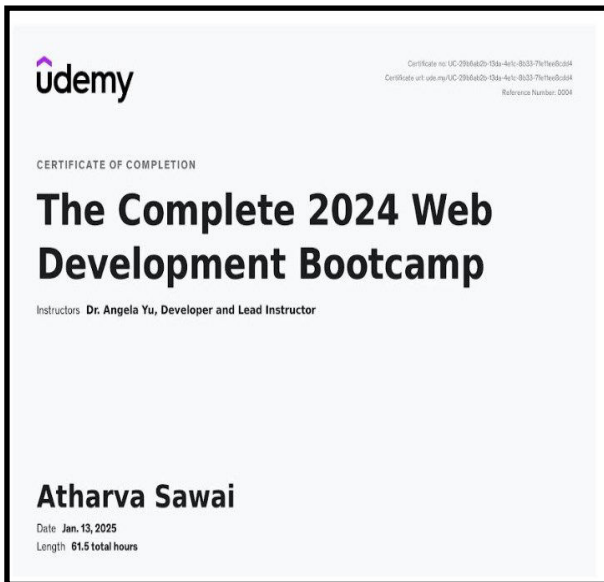 udemy
Certificate no:
Certificate url:
Reference Number: 0004
CERTIFICATE OF COMPLETION
The Complete 2024 Web
Development Bootcamp
Instructors Dr. Angela Yu, Developer and Lead Instructor
Atharva Sawai
Date Jan. 13, 2025
Length 61.5 total hours